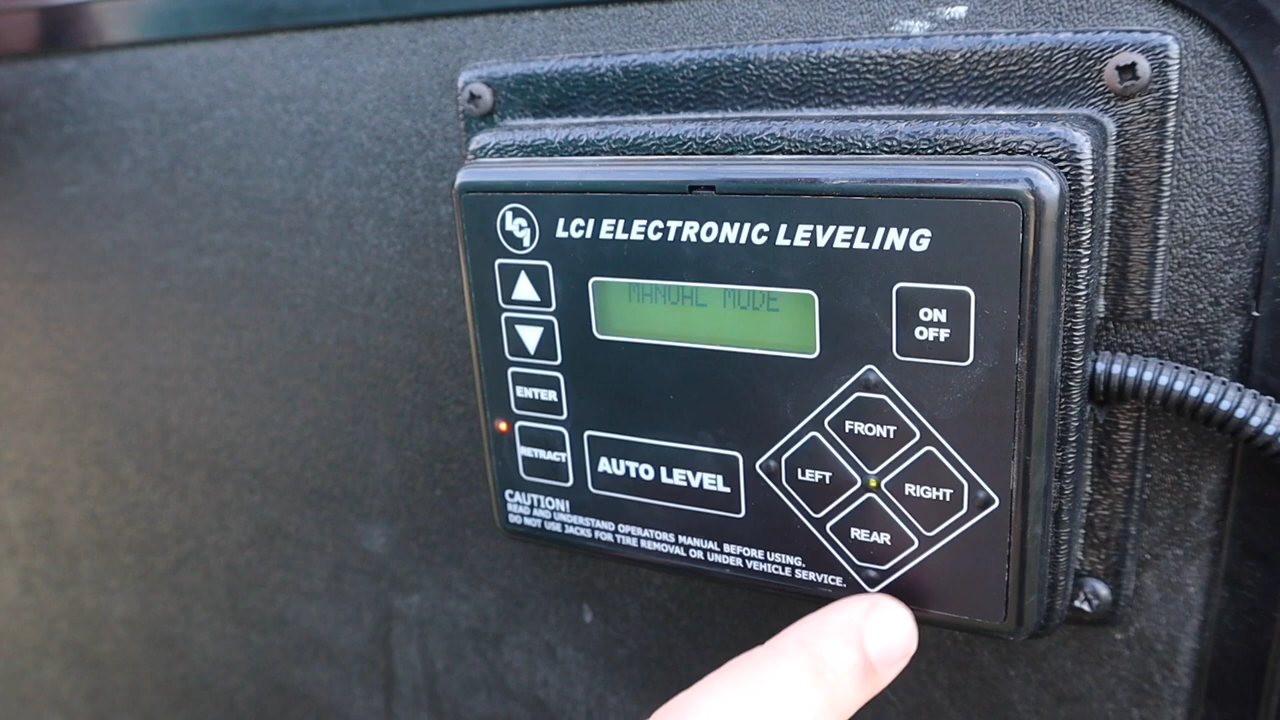 LCI
LCI ELECTRONIC LEVELING
MANUAL MODE
ON
OFF
ENTER
RETRACT
AUTO LEVEL
FRONT
LEFT
RIGHT
REAR
CAUTION!
READ AND UNDERSTAND OPERATORS MANUAL BEFORE USING.
DO NOT USE JACKS FOR TIRE REMOVAL OR UNDER VEHICLE SERVICE.